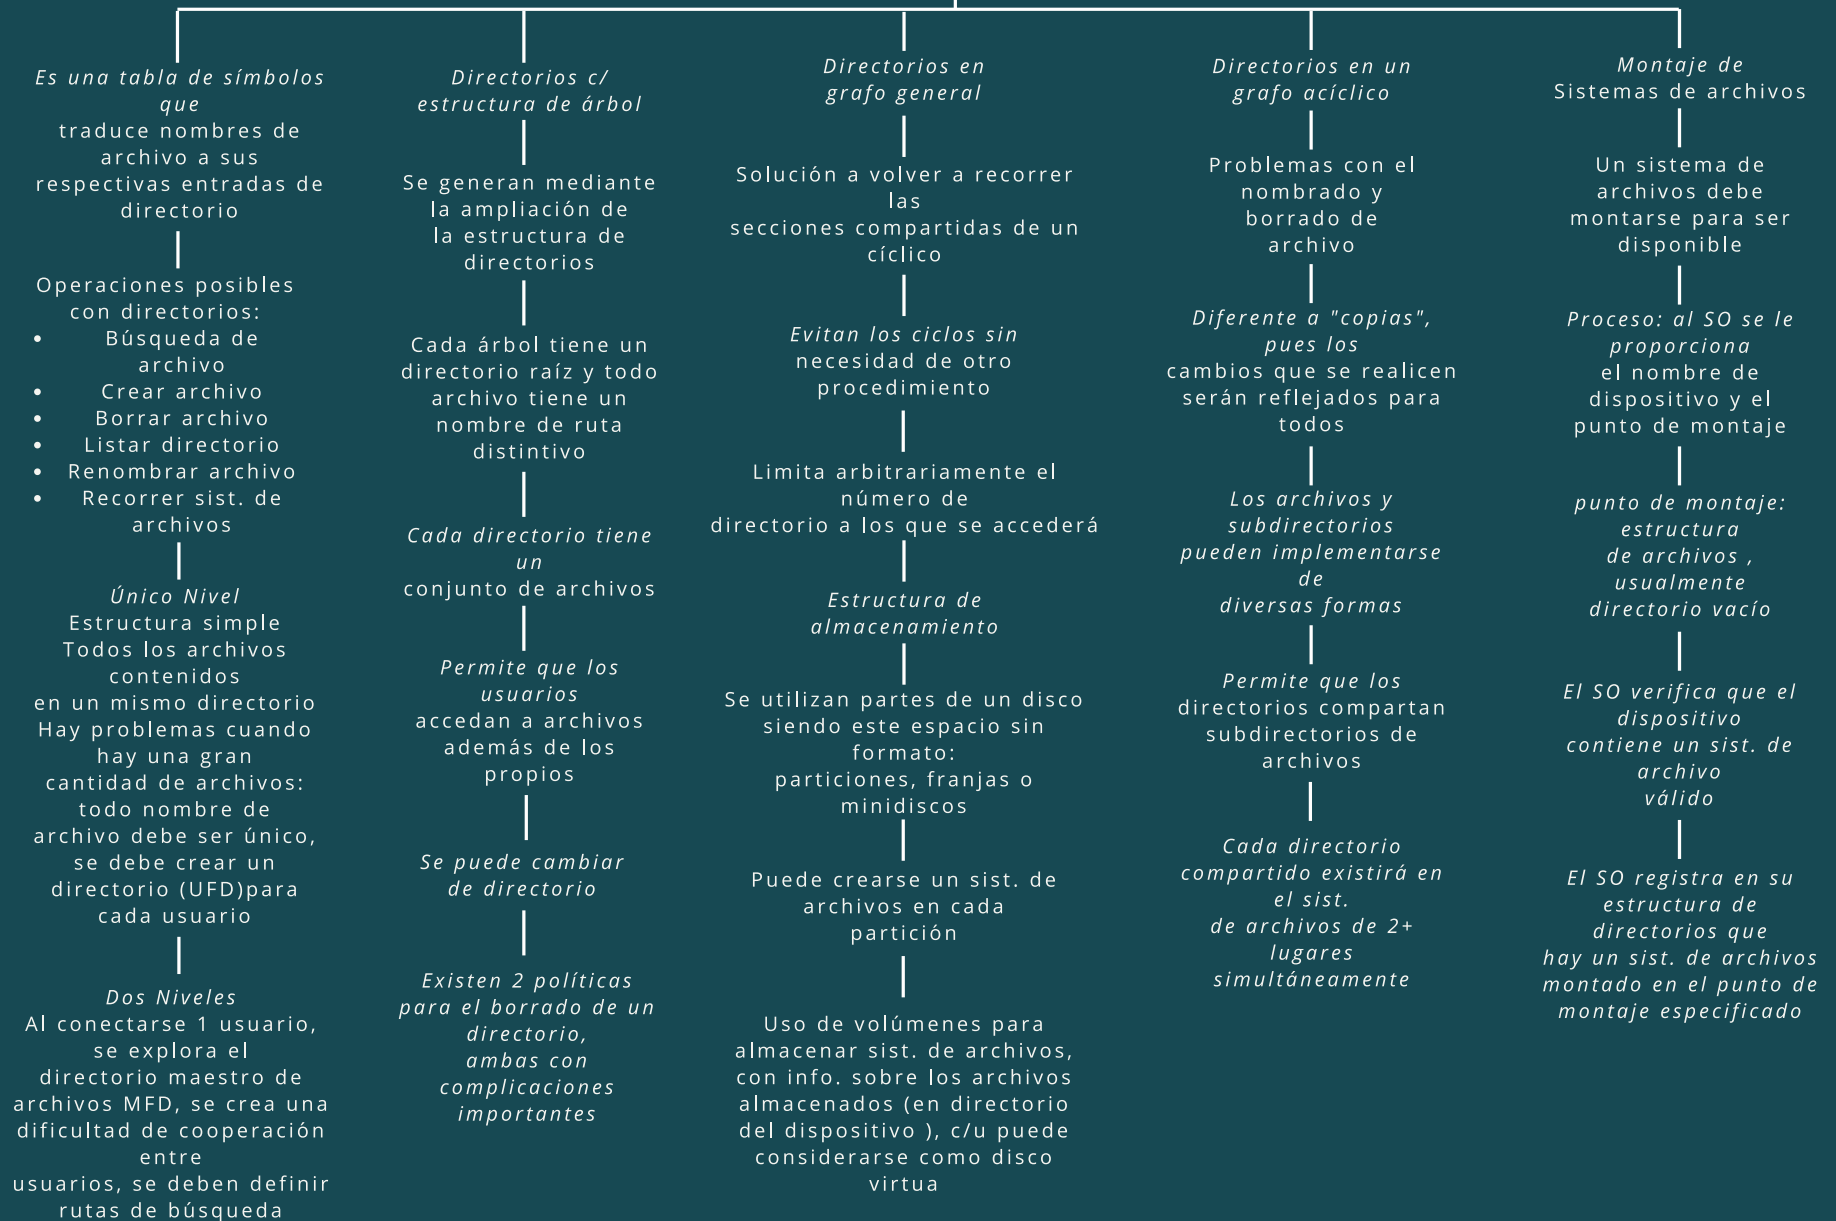 Es una tabla de símbolos
que
traduce nombres de
archivo a sus
respectivas entradas de
directorio
Operaciones posibles
con directorios:
• Búsqueda de
archivo
• Crear archivo
• Borrar archivo
• Listar directorio
• Renombrar archivo
• Recorrer sist. de
archivos
Único Nivel
Estructura simple
Todos los archivos
contenidos
en un mismo directorio
Hay problemas cuando
hay una gran
cantidad de archivos:
todo nombre de
archivo debe ser único,
se debe crear un
directorio (UFD)para
cada usuario
Dos Niveles
Al conectarse 1 usuario,
se explora el
directorio maestro de
archivos MFD, se crea una
dificultad de cooperación
entre
usuarios, se deben definir
rutas de búsqueda
Directorios c/
estructura de árbol
Se generan mediante
la ampliación de
la estructura de
directorios
Cada árbol tiene un
directorio raíz y todo
archivo tiene un
nombre de ruta
distintivo
Cada directorio tiene
un
conjunto de archivos
Permite que los
usuarios
accedan a archivos
además de los
propios
Se puede cambiar
de directorio
Existen 2 políticas
para el borrado de un
directorio,
ambas con
complicaciones
importantes
Directorios en
grafo general
Solución a volver a recorrer
las
secciones compartidas de un
cíclico
Evitan los ciclos sin
necesidad de otro
procedimiento
Limita arbitrariamente el
número de
directorio a los que se accederá
Estructura de
almacenamiento
Se utilizan partes de un disco
siendo este espacio sin
formato:
particiones, franjas o
minidiscos
Puede crearse un sist. de
archivos en cada
partición
Uso de volúmenes para
almacenar sist. de archivos,
con info. sobre los archivos
almacenados (en directorio
del dispositivo ), c/u puede
considerarse como disco
virtua
Directorios en un
grafo acíclico
Problemas con el
nombrado y
borrado de
archivo
Diferente a "copias",
pues los
cambios que se realicen
serán reflejados para
todos
Los archivos y
subdirectorios
pueden implementarse
de
diversas formas
Permite que los
directorios compartan
subdirectorios de
archivos
Cada directorio
compartido existirá en
el sist.
de archivos de 2+
lugares
simultáneamente
Montaje de
Sistemas de archivos
Un sistema de
archivos debe
montarse para ser
disponible
Proceso: al SO se le
proporciona
el nombre de
dispositivo y el
punto de montaje
punto de montaje:
estructura
de archivos ,
usualmente
directorio vacío
El SO verifica que el
dispositivo
contiene un sist. de
archivo
válido
El SO registra en su
estructura de
directorios que
hay un sist. de archivos
montado en el punto de
montaje especificado